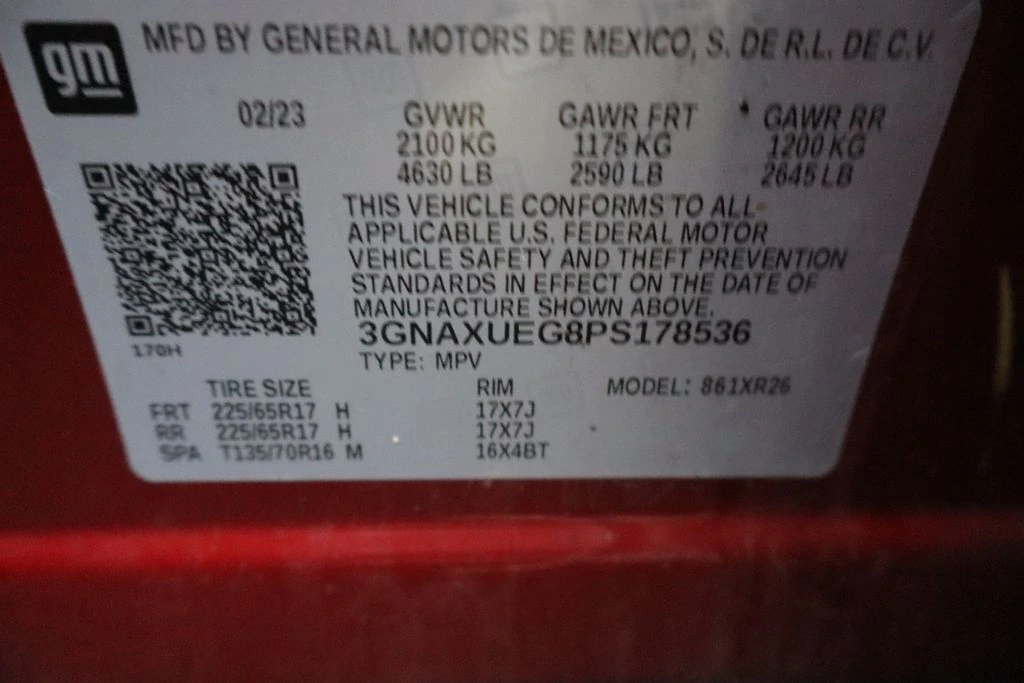 gm
MFD BY GENERAL MOTORS DE MEXICO, S. DE R.L. DE C.V.
02/23 GVWR GAWR FRT GAWR RR
2100 KG 1175 KG 1200 KG
4630 LB 2590 LB 2645 LB
THIS VEHICLE CONFORMS TO ALL
APPLICABLE U.S. FEDERAL MOTOR
VEHICLE SAFETY AND THEFT PREVENTION
STANDARDS IN EFFECT ON THE DATE OF
MANUFACTURE SHOWN ABOVE.
3GNAXUEG8PS178536
170H
TYPE: MPV
TIRE SIZE RIM MODEL: 861XR26
FRT 225/65R17 H 17X7J
RR 225/65R17 H 17X7J
SPA T135/70R16 M 16X4BT